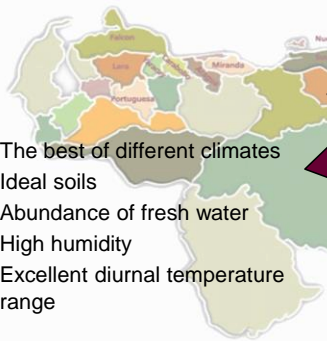 Falcon
Lara
Miranda
Portuguesa
The best of different climates
Ideal soils
Abundance of fresh water
High humidity
Excellent diurnal temperature
range